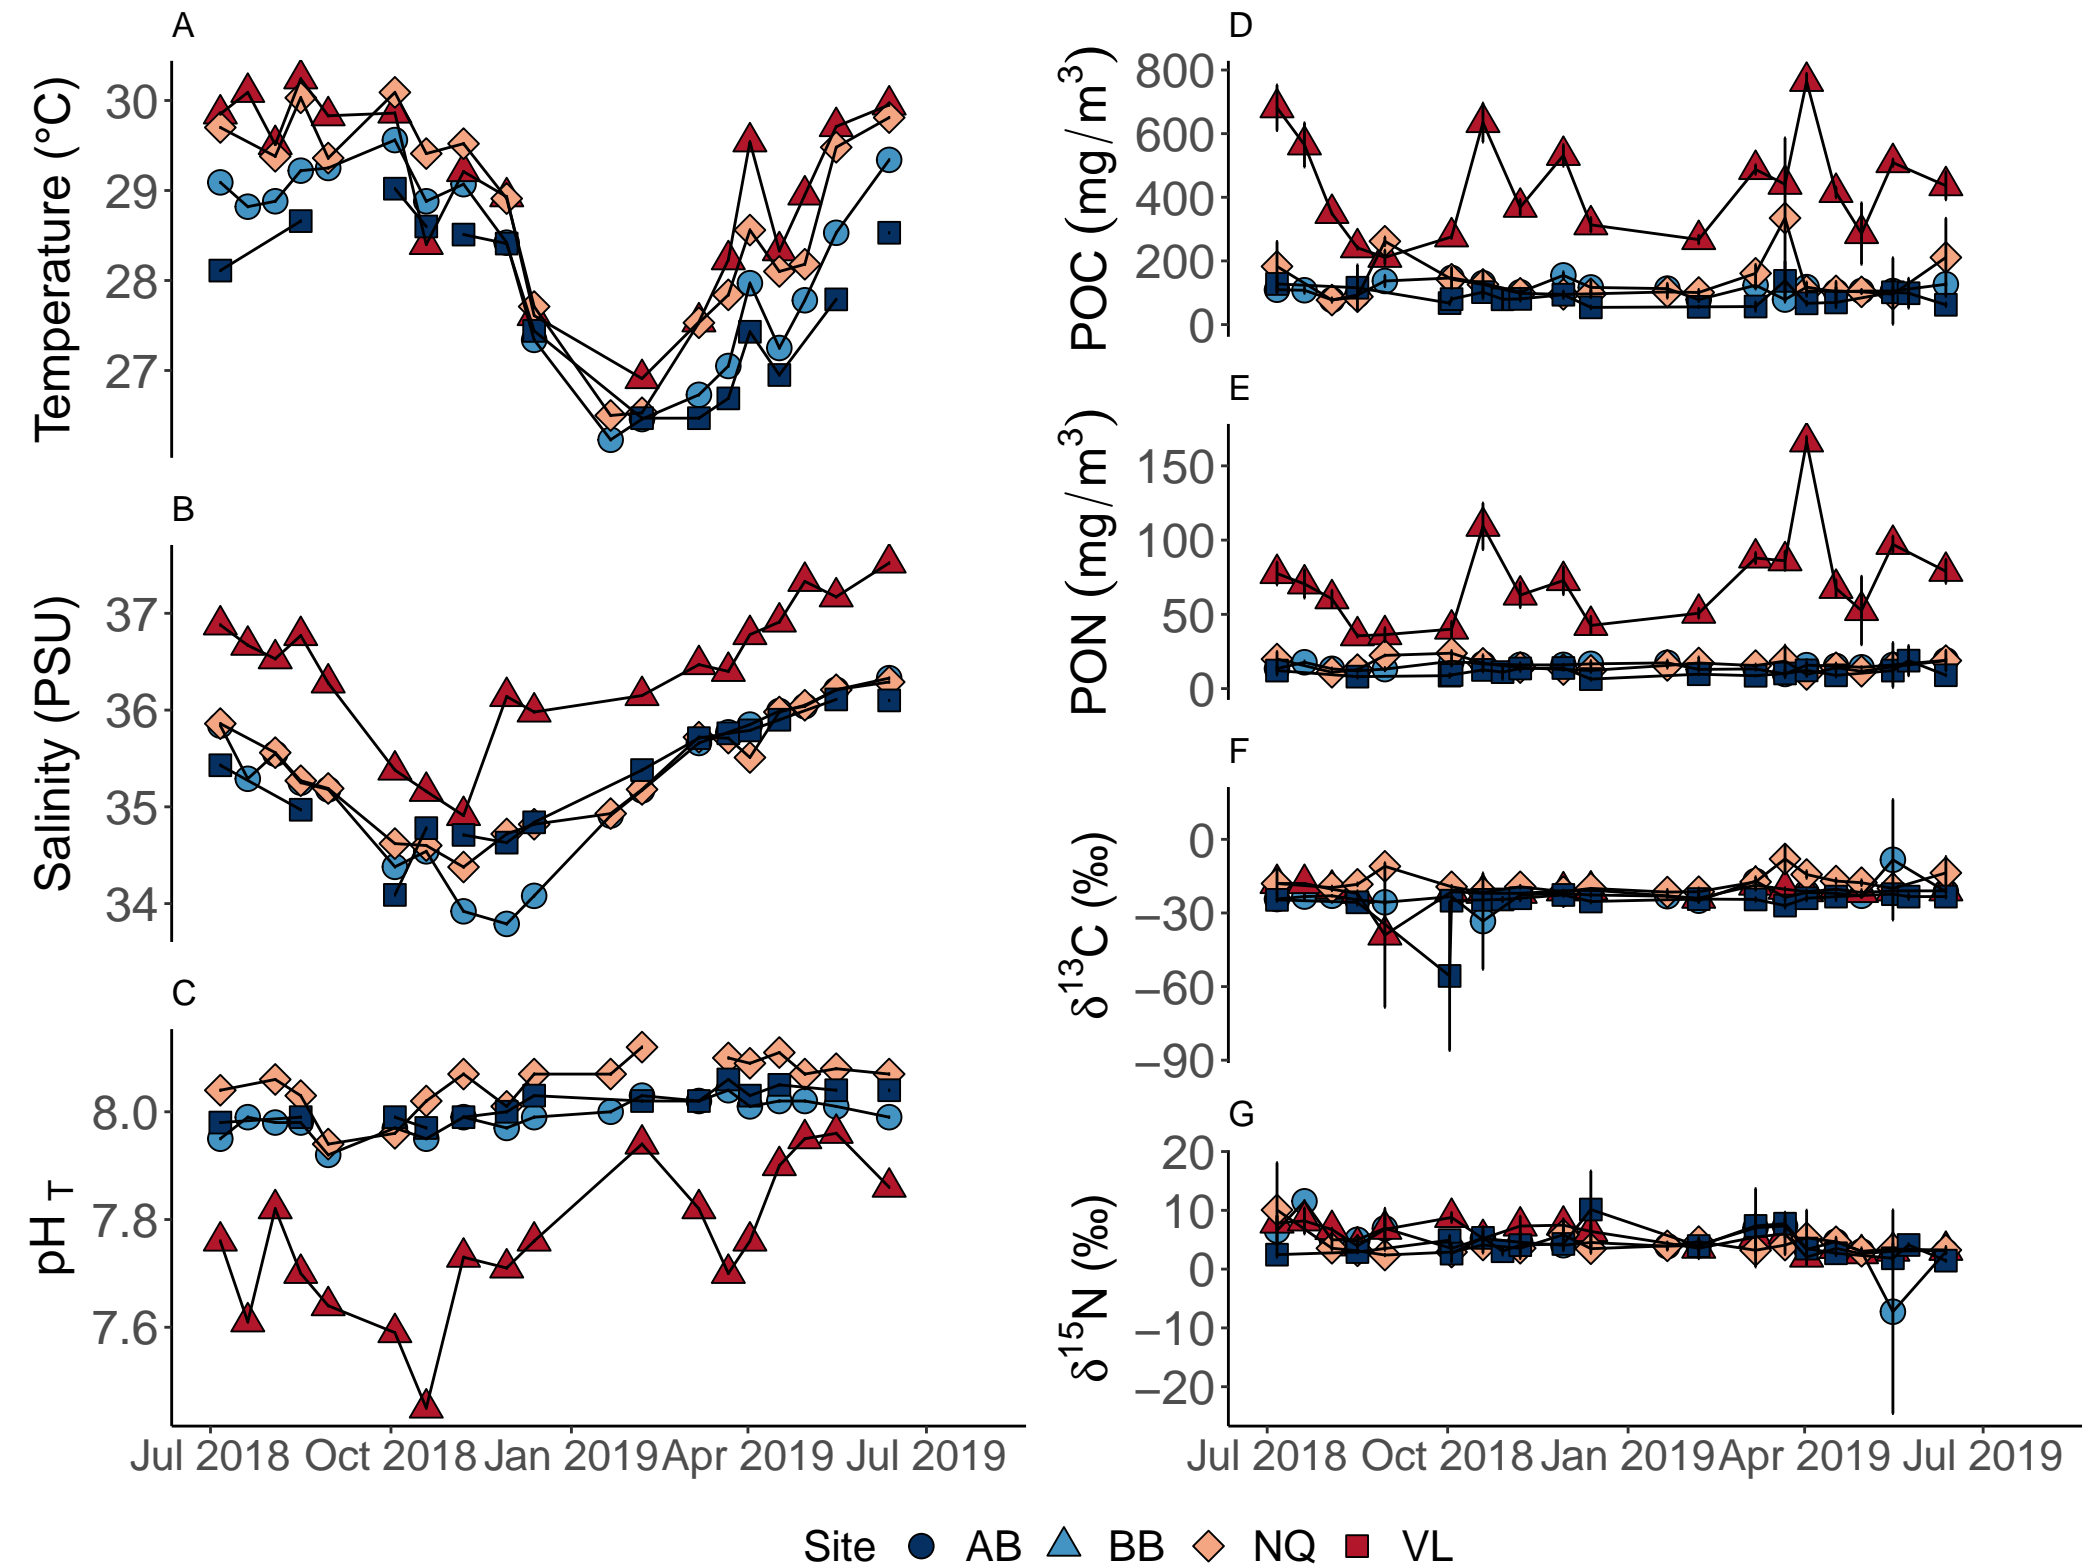 A
Temperature (°C)
30
29
28
27
B
Salinity (PSU)
37
36
35
34
C
pH T
8.0
7.8
7.6
Jul 2018 Oct 2018 Jan 2019 Apr 2019 Jul 2019
D
POC (mg/m³)
800
600
400
200
0
E
PON (mg/m³)
150
100
50
0
F
δ¹³C (‰)
0
−30
−60
−90
G
δ¹⁵N (‰)
20
10
0
−10
−20
Jul 2018 Oct 2018 Jan 2019 Apr 2019 Jul 2019
Site AB BB NQ VL